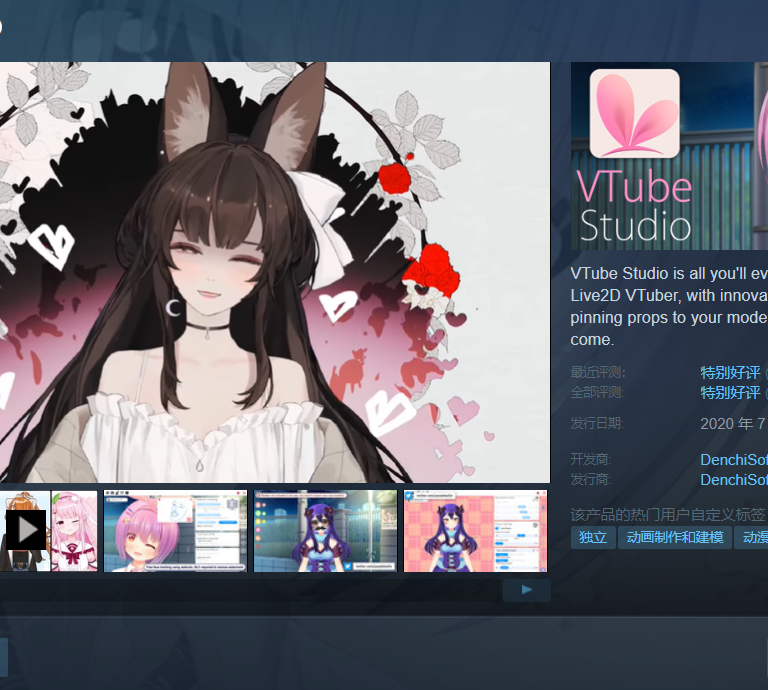 VTube
Studio
VTube Studio is all you'll ev
Live2D VTuber, with innova
pinning props to your mode
come.
最近评测: 特别好评 (
全部评测: 特别好评 (
发行日期: 2020 年 7
开发商: DenchiSof
发行商: DenchiSof
该产品的热门用户自定义标签
独立 动画制作和建模 动漫